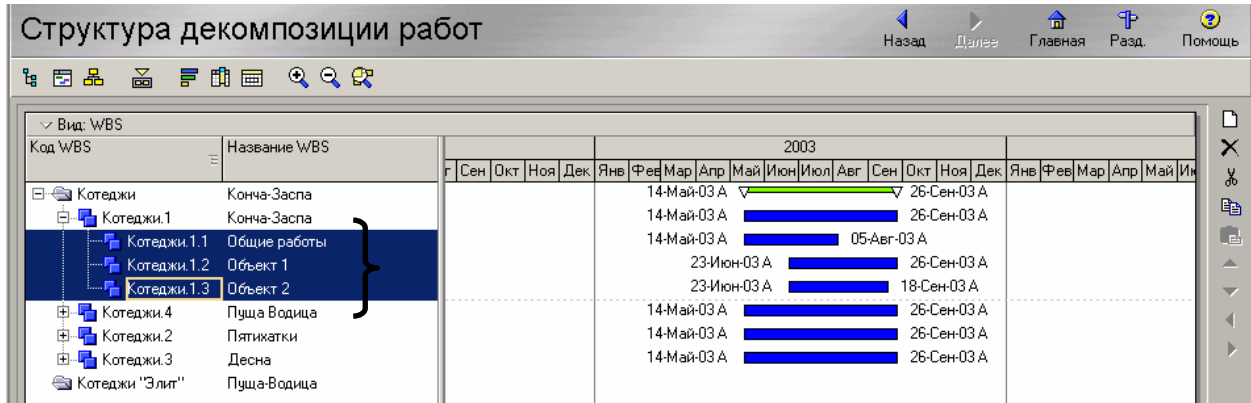 Структура декомпозиции работ
Назад Далее Главная Разд. Помощь
Вид: WBS
Код WBS Название WBS 2003
г Сен Окт Ноя Дек Янв Фев Мар Апр Май Июн Июл Авг Сен Окт Ноя Дек Янв Фев Мар Апр Май Ию
Котеджи Конча-Заспа 14-Май-03 A 26-Сен-03 A
Котеджи.1 Конча-Заспа 14-Май-03 A 26-Сен-03 A
Котеджи.1.1 Общие работы 14-Май-03 A 05-Авг-03 A
Котеджи.1.2 Объект 1 23-Июн-03 A 26-Сен-03 A
Котеджи.1.3 Объект 2 23-Июн-03 A 18-Сен-03 A
Котеджи.4 Пуща Водица 14-Май-03 A 26-Сен-03 A
Котеджи.2 Пятихатки 14-Май-03 A 26-Сен-03 A
Котеджи.3 Десна 14-Май-03 A 26-Сен-03 A
Котеджи "Элит" Пуща-Водица